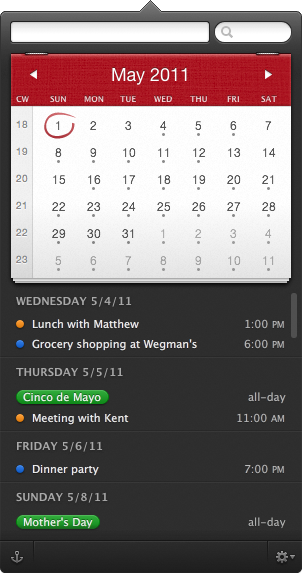 May 2011
CW SUN MON TUE WED THU FRI SAT
18 1 2 3 4 5 6 7
19 8 9 10 11 12 13 14
20 15 16 17 18 19 20 21
21 22 23 24 25 26 27 28
22 29 30 31 1 2 3 4
23 5 6 7 8 9 10 11
WEDNESDAY 5/4/11
Lunch with Matthew 1:00 PM
Grocery shopping at Wegman's 6:00 PM
THURSDAY 5/5/11
Cinco de Mayo all-day
Meeting with Kent 11:00 AM
FRIDAY 5/6/11
Dinner party 7:00 PM
SUNDAY 5/8/11
Mother's Day all-day